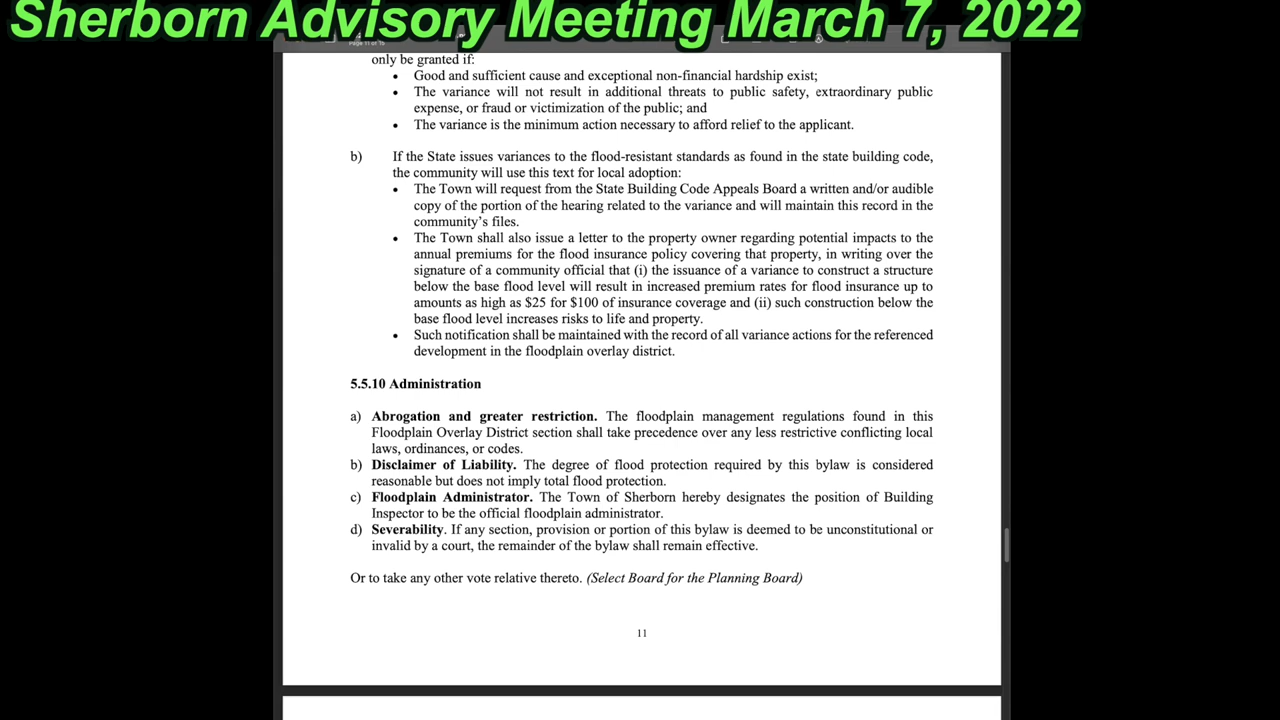 Sherborn Advisory Meeting March 7, 2022
Page 11 of 15
only be granted if:
• Good and sufficient cause and exceptional non-financial hardship exist;
• The variance will not result in additional threats to public safety, extraordinary public
expense, or fraud or victimization of the public; and
• The variance is the minimum action necessary to afford relief to the applicant.
b) If the State issues variances to the flood-resistant standards as found in the state building code,
the community will use this text for local adoption:
• The Town will request from the State Building Code Appeals Board a written and/or audible
copy of the portion of the hearing related to the variance and will maintain this record in the
community’s files.
• The Town shall also issue a letter to the property owner regarding potential impacts to the
annual premiums for the flood insurance policy covering that property, in writing over the
signature of a community official that (i) the issuance of a variance to construct a structure
below the base flood level will result in increased premium rates for flood insurance up to
amounts as high as $25 for $100 of insurance coverage and (ii) such construction below the
base flood level increases risks to life and property.
• Such notification shall be maintained with the record of all variance actions for the referenced
development in the floodplain overlay district.
5.5.10 Administration
a) Abrogation and greater restriction. The floodplain management regulations found in this
Floodplain Overlay District section shall take precedence over any less restrictive conflicting local
laws, ordinances, or codes.
b) Disclaimer of Liability. The degree of flood protection required by this bylaw is considered
reasonable but does not imply total flood protection.
c) Floodplain Administrator. The Town of Sherborn hereby designates the position of Building
Inspector to be the official floodplain administrator.
d) Severability. If any section, provision or portion of this bylaw is deemed to be unconstitutional or
invalid by a court, the remainder of the bylaw shall remain effective.
Or to take any other vote relative thereto. (Select Board for the Planning Board)
11